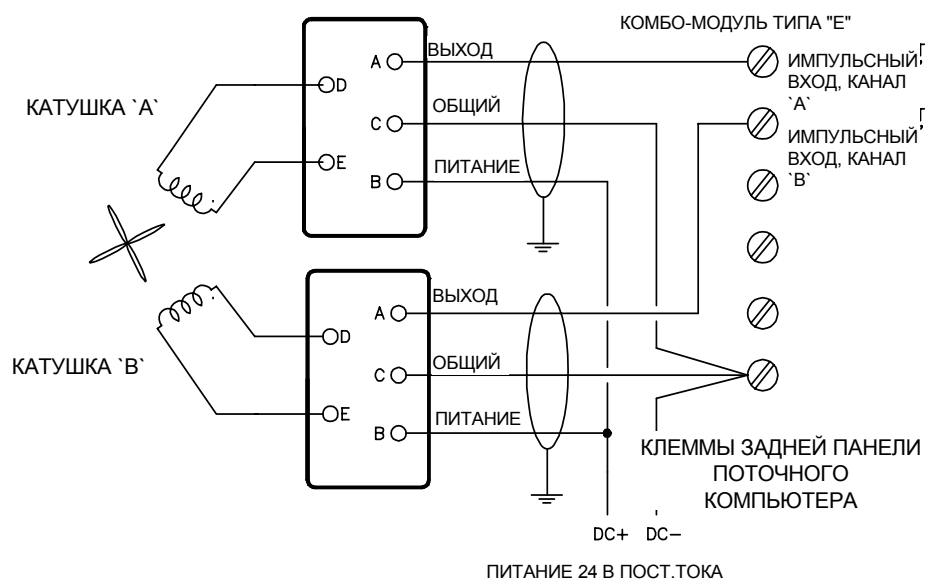 КОМБО-МОДУЛЬ ТИПА "Е"
ВЫХОД
A
ИМПУЛЬСНЫЙ
ВХОД, КАНАЛ
`A`
D
КАТУШКА `A`
ОБЩИЙ
C
ИМПУЛЬСНЫЙ
ВХОД, КАНАЛ
`B`
E
ПИТАНИЕ
B
ВЫХОД
A
D
КАТУШКА `B`
ОБЩИЙ
C
E
ПИТАНИЕ
B
КЛЕММЫ ЗАДНЕЙ ПАНЕЛИ
ПОТОЧНОГО
КОМПЬЮТЕРА
DC+ DC–
ПИТАНИЕ 24 В ПОСТ.ТОКА